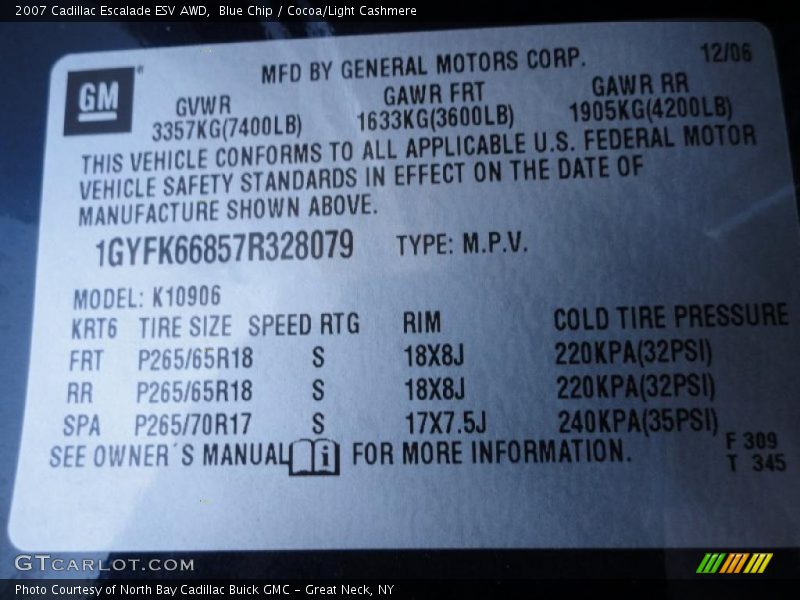 2007 Cadillac Escalade ESV AWD,  Blue Chip / Cocoa/Light Cashmere
12/06
MFD BY GENERAL MOTORS CORP.
GM
GVWR GAWR FRT GAWR RR
3357KG(7400LB) 1633KG(3600LB) 1905KG(4200LB)
THIS VEHICLE CONFORMS TO ALL APPLICABLE U.S. FEDERAL MOTOR
VEHICLE SAFETY STANDARDS IN EFFECT ON THE DATE OF
MANUFACTURE SHOWN ABOVE.
1GYFK66857R328079 TYPE: M.P.V.
MODEL: K10906
KRT6 TIRE SIZE SPEED RTG RIM COLD TIRE PRESSURE
FRT P265/65R18 S 18X8J 220KPA(32PSI)
RR P265/65R18 S 18X8J 220KPA(32PSI)
SPA P265/70R17 S 17X7.5J 240KPA(35PSI)
SEE OWNER´S MANUAL i FOR MORE INFORMATION.
F 309
T 345
GTCARLOT.COM
Photo Courtesy of North Bay Cadillac Buick GMC - Great Neck, NY